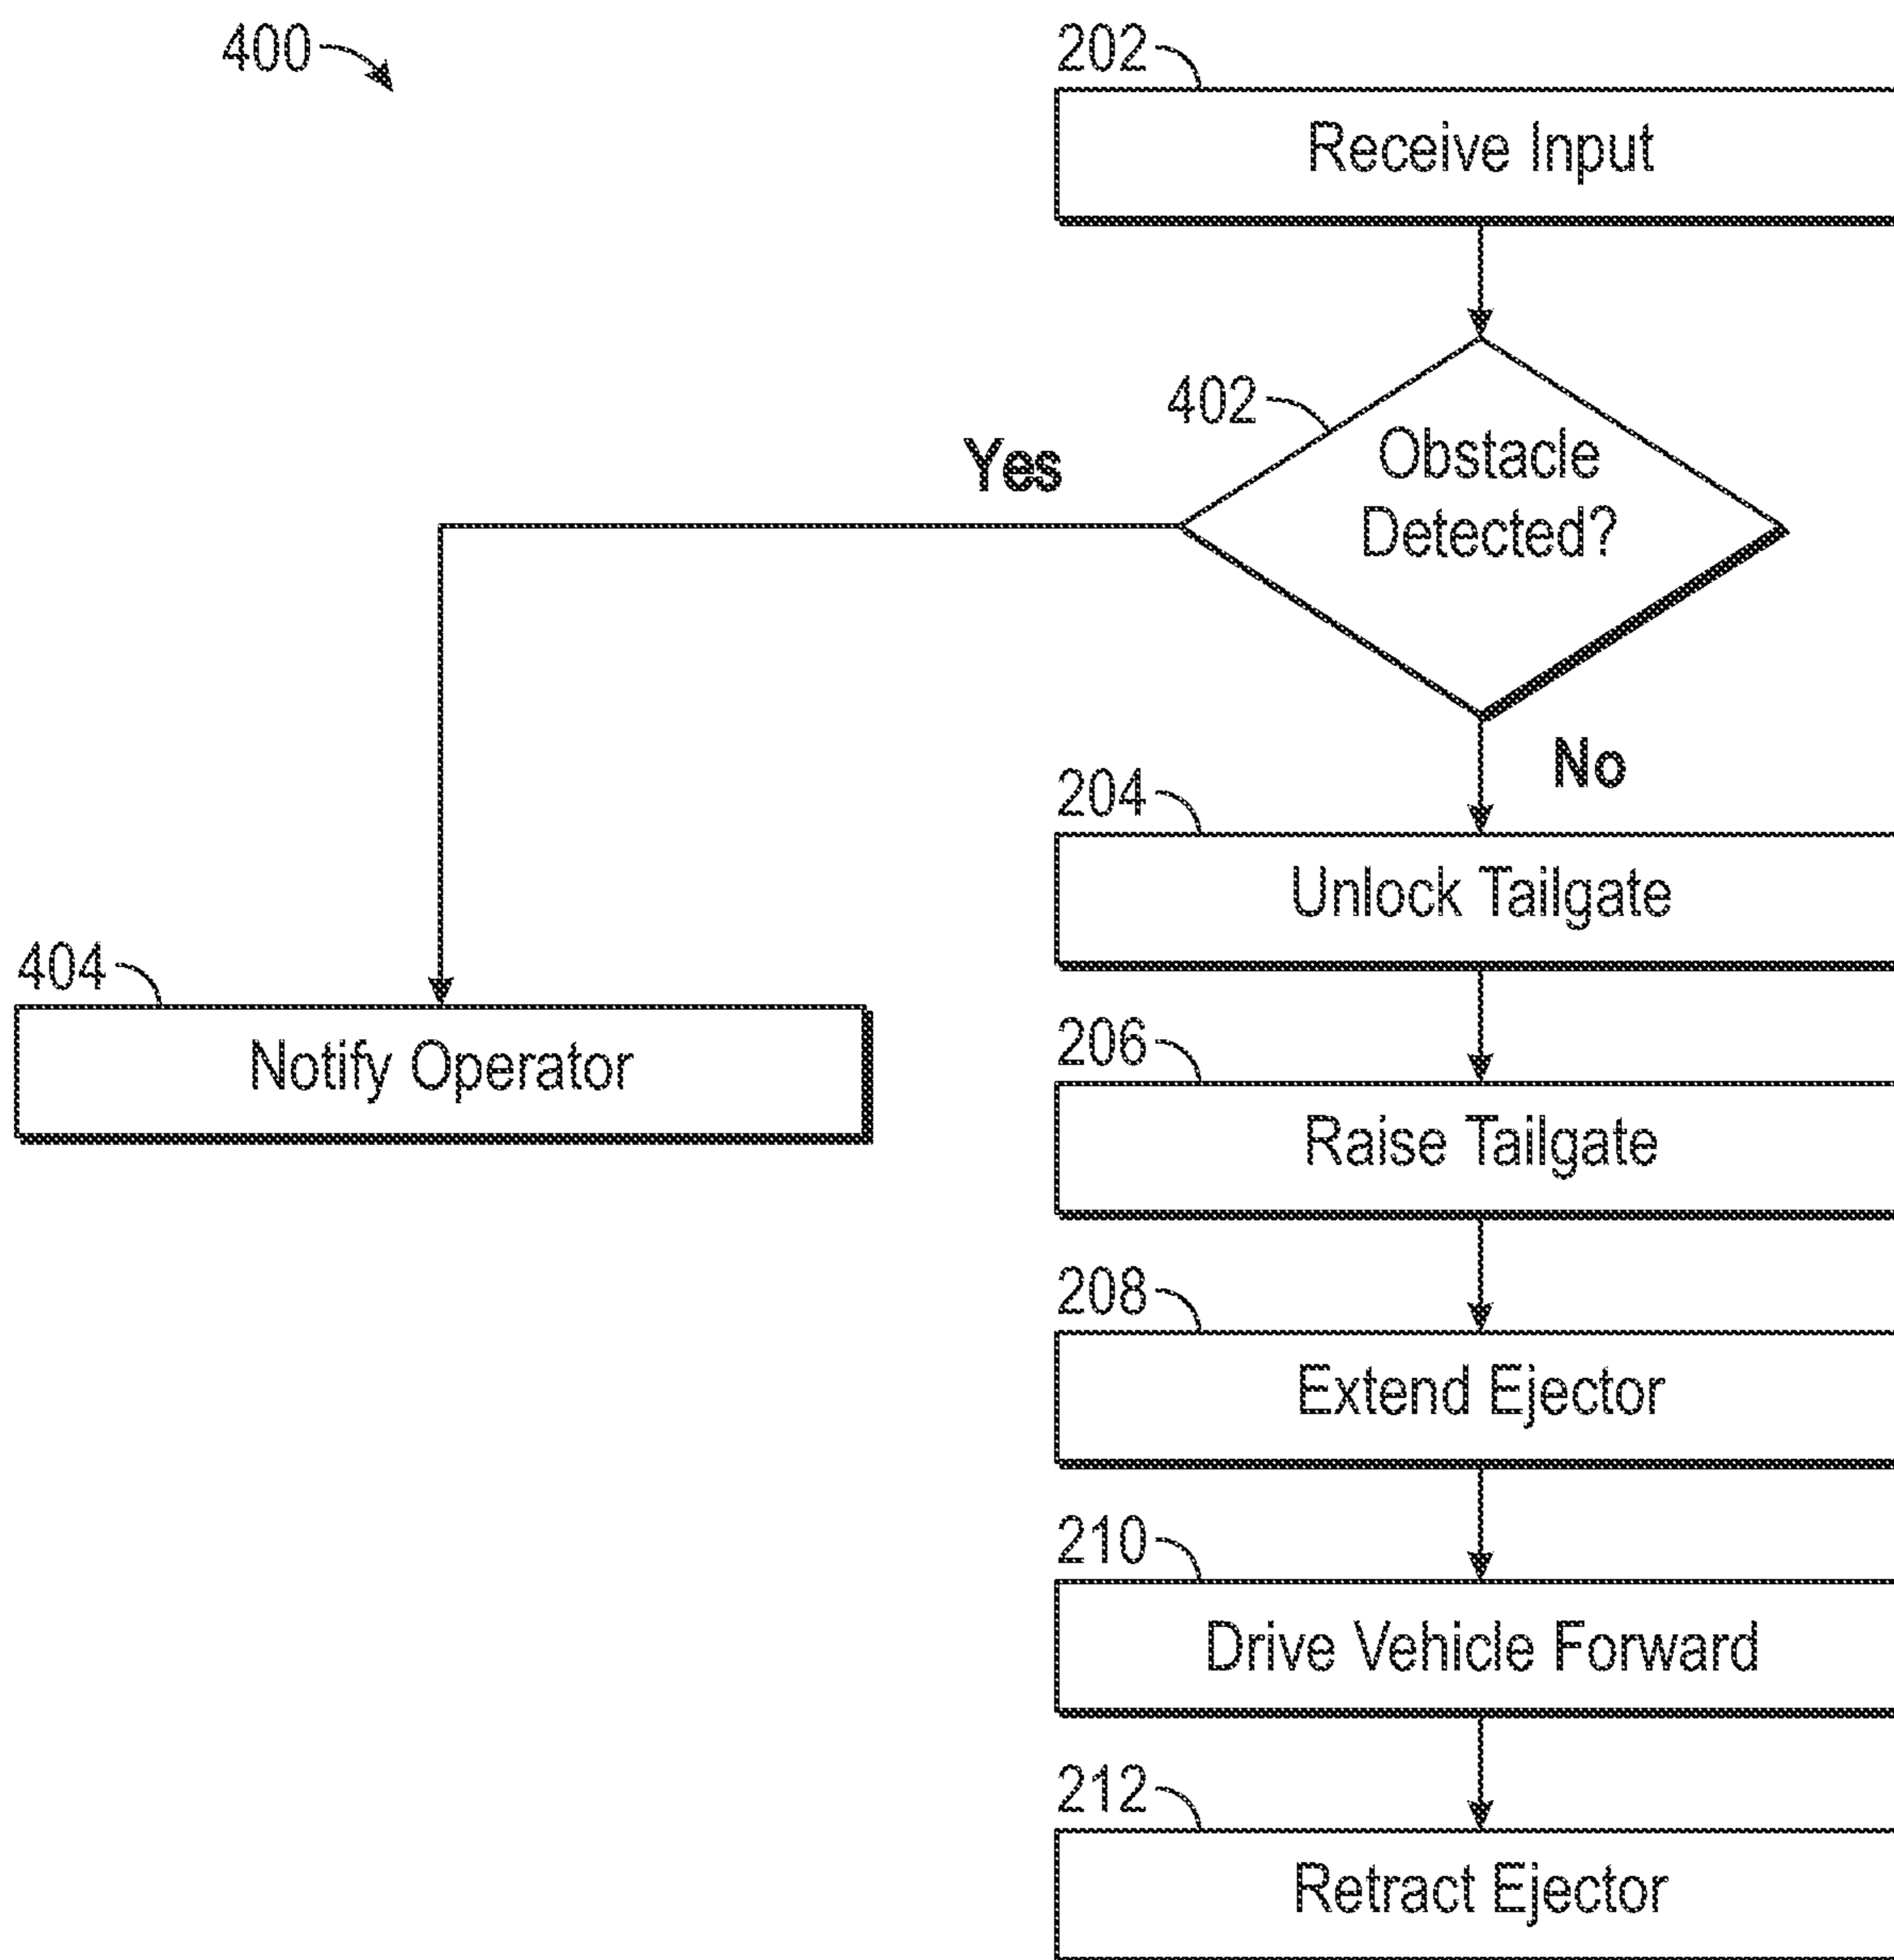 400
202
Receive Input
402
Obstacle
Detected?
Yes
No
204
Unlock Tailgate
404
Notify Operator
206
Raise Tailgate
208
Extend Ejector
210
Drive Vehicle Forward
212
Retract Ejector